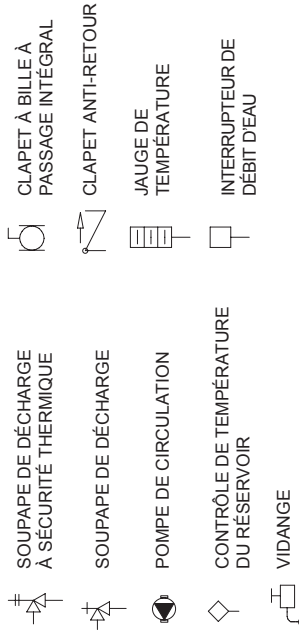 SOUPAPE DE DÉCHARGE
À SÉCURITÉ THERMIQUE
SOUPAPE DE DÉCHARGE
POMPE DE CIRCULATION
CONTRÔLE DE TEMPÉRATURE
DU RÉSERVOIR
VIDANGE
CLAPET À BILLE À
PASSAGE INTÉGRAL
CLAPET ANTI-RETOUR
JAUGE DE
TEMPÉRATURE
INTERRUPTEUR DE
DÉBIT D'EAU